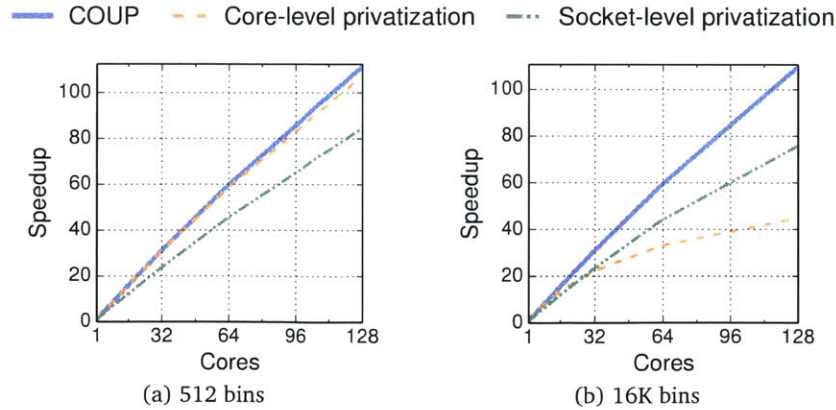 COUP Core-level privatization Socket-level privatization
100
80
60
40
20
0
Speedup
1 32 64 96 128
Cores
(a) 512 bins
100
80
60
40
20
0
Speedup
1 32 64 96 128
Cores
(b) 16K bins